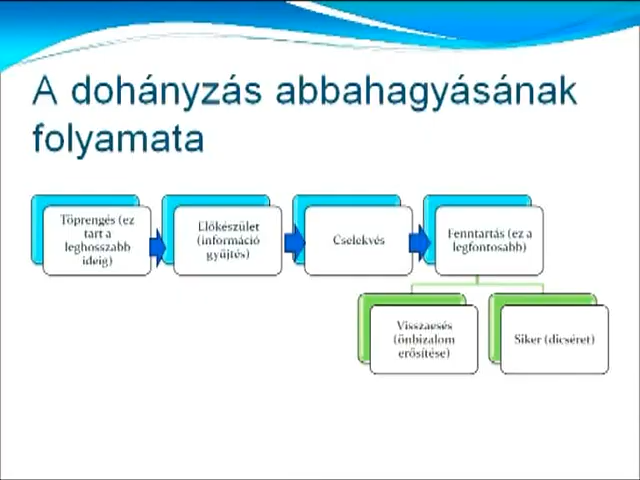 A dohányzás abbahagyásának
folyamata
Töprengés (ez
tart a
leghosszabb
ideig)
Előkészület
(információ
gyűjtés)
Cselekvés
Fenntartás (ez a
legfontosabb)
Visszaesés
(önbizalom
erősítése)
Siker (dicséret)